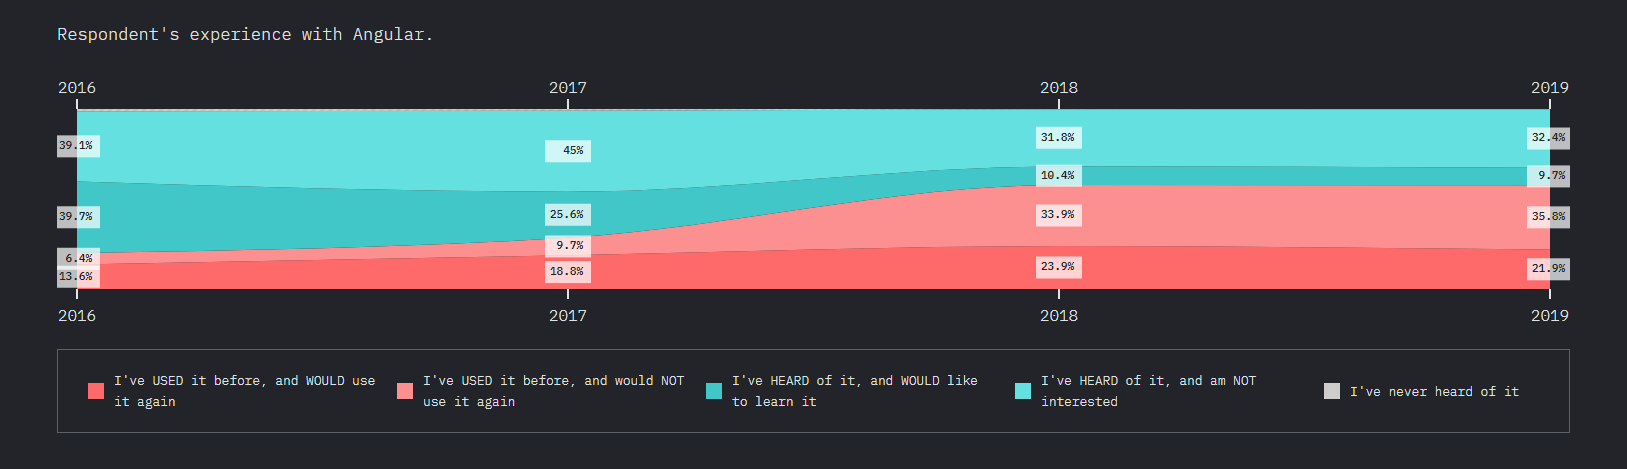 Respondent's experience with Angular.
2016 2017 2018 2019
39.1% 45% 31.8% 32.4%
39.7% 25.6% 10.4% 9.7%
6.4% 9.7% 33.9% 35.8%
13.6% 18.8% 23.9% 21.9%
2016 2017 2018 2019
I've USED it before, and WOULD use
it again
I've USED it before, and would NOT
use it again
I've HEARD of it, and WOULD like
to learn it
I've HEARD of it, and am NOT
interested
I've never heard of it